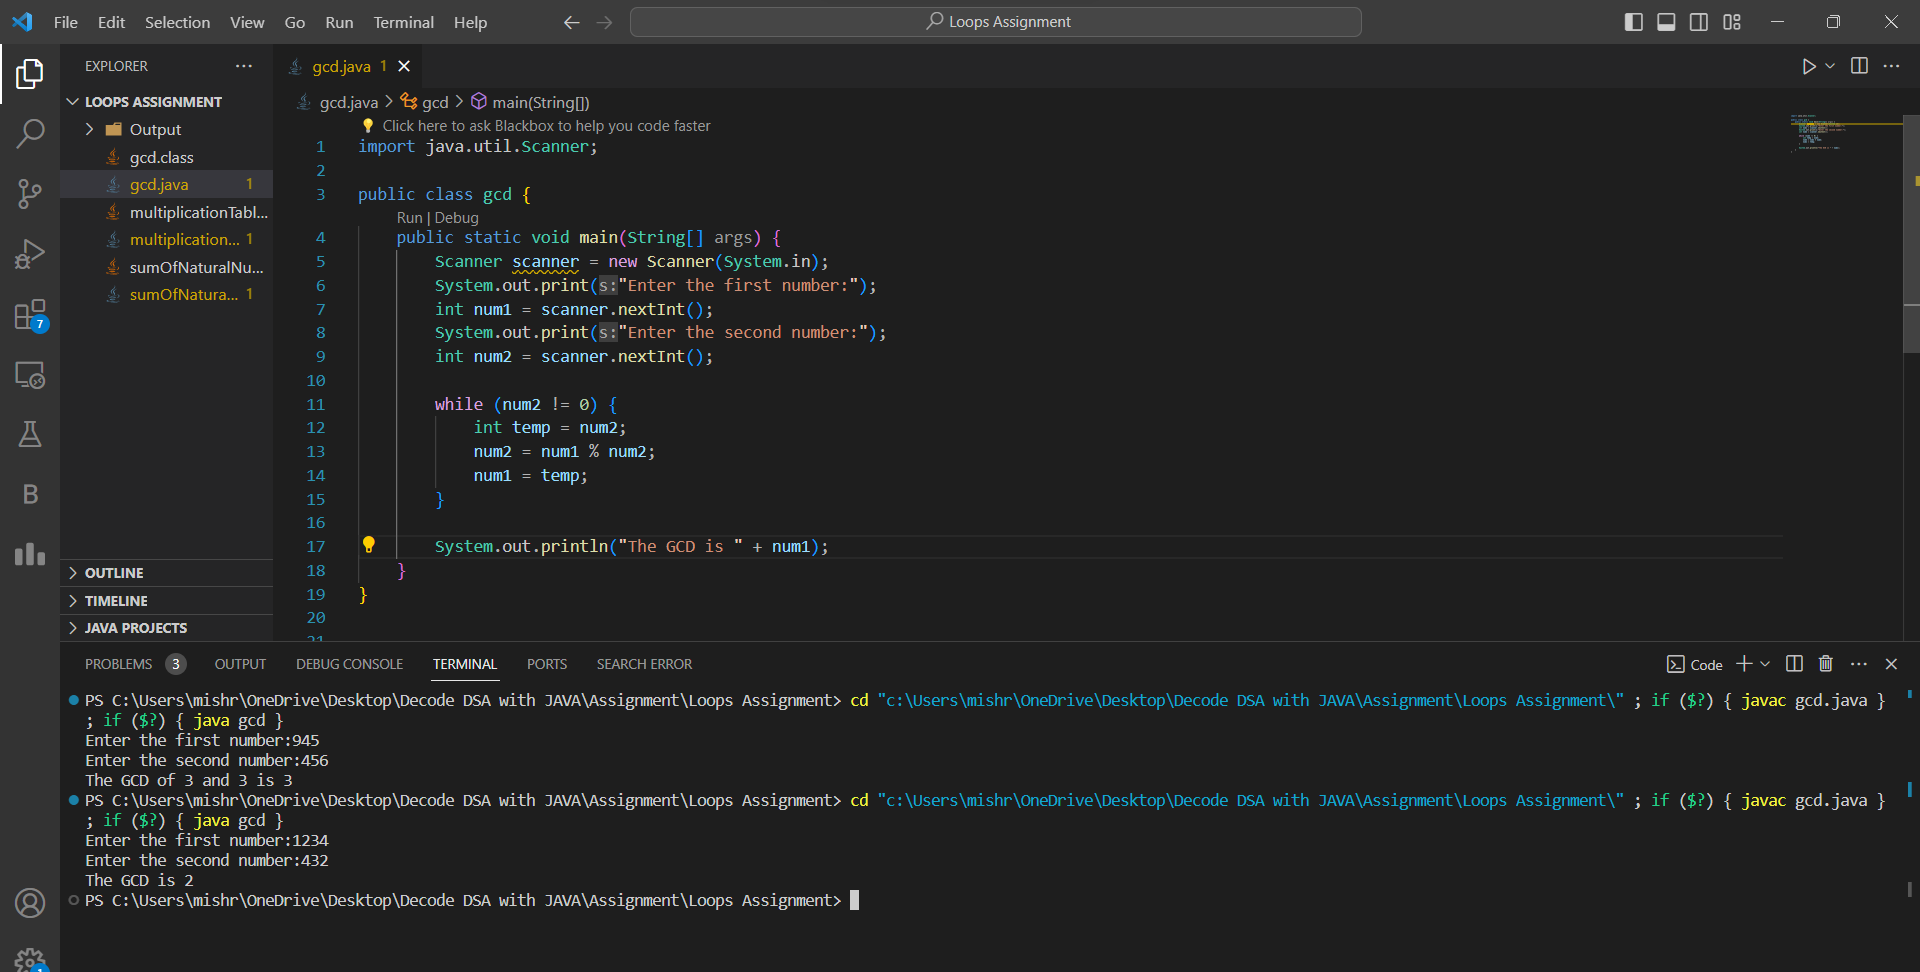 File Edit Selection View Go Run Terminal Help
Loops Assignment
EXPLORER
LOOPS ASSIGNMENT
Output
gcd.class
gcd.java 1
multiplicationTabl...
multiplication... 1
sumOfNaturalNu...
sumOfNatura... 1
OUTLINE
TIMELINE
JAVA PROJECTS
7
B
1
gcd.java 1
gcd.java > gcd > main(String[])
Click here to ask Blackbox to help you code faster
1 import java.util.Scanner;
2
3 public class gcd {
Run | Debug
4 public static void main(String[] args) {
5 Scanner scanner = new Scanner(System.in);
6 System.out.print(s:"Enter the first number:");
7 int num1 = scanner.nextInt();
8 System.out.print(s:"Enter the second number:");
9 int num2 = scanner.nextInt();
10
11 while (num2 != 0) {
12 int temp = num2;
13 num2 = num1 % num2;
14 num1 = temp;
15 }
16
17 System.out.println("The GCD is " + num1);
18 }
19 }
20
21
PROBLEMS 3 OUTPUT DEBUG CONSOLE TERMINAL PORTS SEARCH ERROR
Code
PS C:\Users\mishr\OneDrive\Desktop\Decode DSA with JAVA\Assignment\Loops Assignment> cd "c:\Users\mishr\OneDrive\Desktop\Decode DSA with JAVA\Assignment\Loops Assignment\" ; if ($?) { javac gcd.java }
; if ($?) { java gcd }
Enter the first number:945
Enter the second number:456
The GCD of 3 and 3 is 3
PS C:\Users\mishr\OneDrive\Desktop\Decode DSA with JAVA\Assignment\Loops Assignment> cd "c:\Users\mishr\OneDrive\Desktop\Decode DSA with JAVA\Assignment\Loops Assignment\" ; if ($?) { javac gcd.java }
; if ($?) { java gcd }
Enter the first number:1234
Enter the second number:432
The GCD is 2
PS C:\Users\mishr\OneDrive\Desktop\Decode DSA with JAVA\Assignment\Loops Assignment>